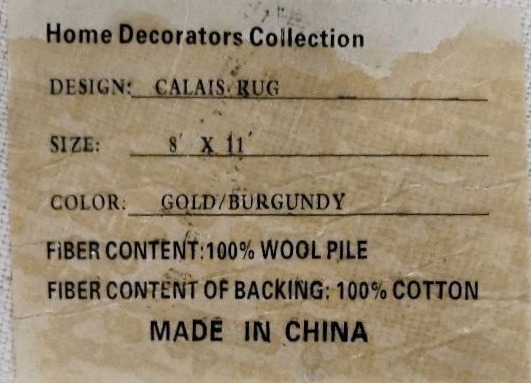 Home Decorators Collection
DESIGN: CALAIS RUG
SIZE: 8' X 11'
COLOR: GOLD/BURGUNDY
FIBER CONTENT:100% WOOL PILE
FIBER CONTENT OF BACKING: 100% COTTON
MADE IN CHINA